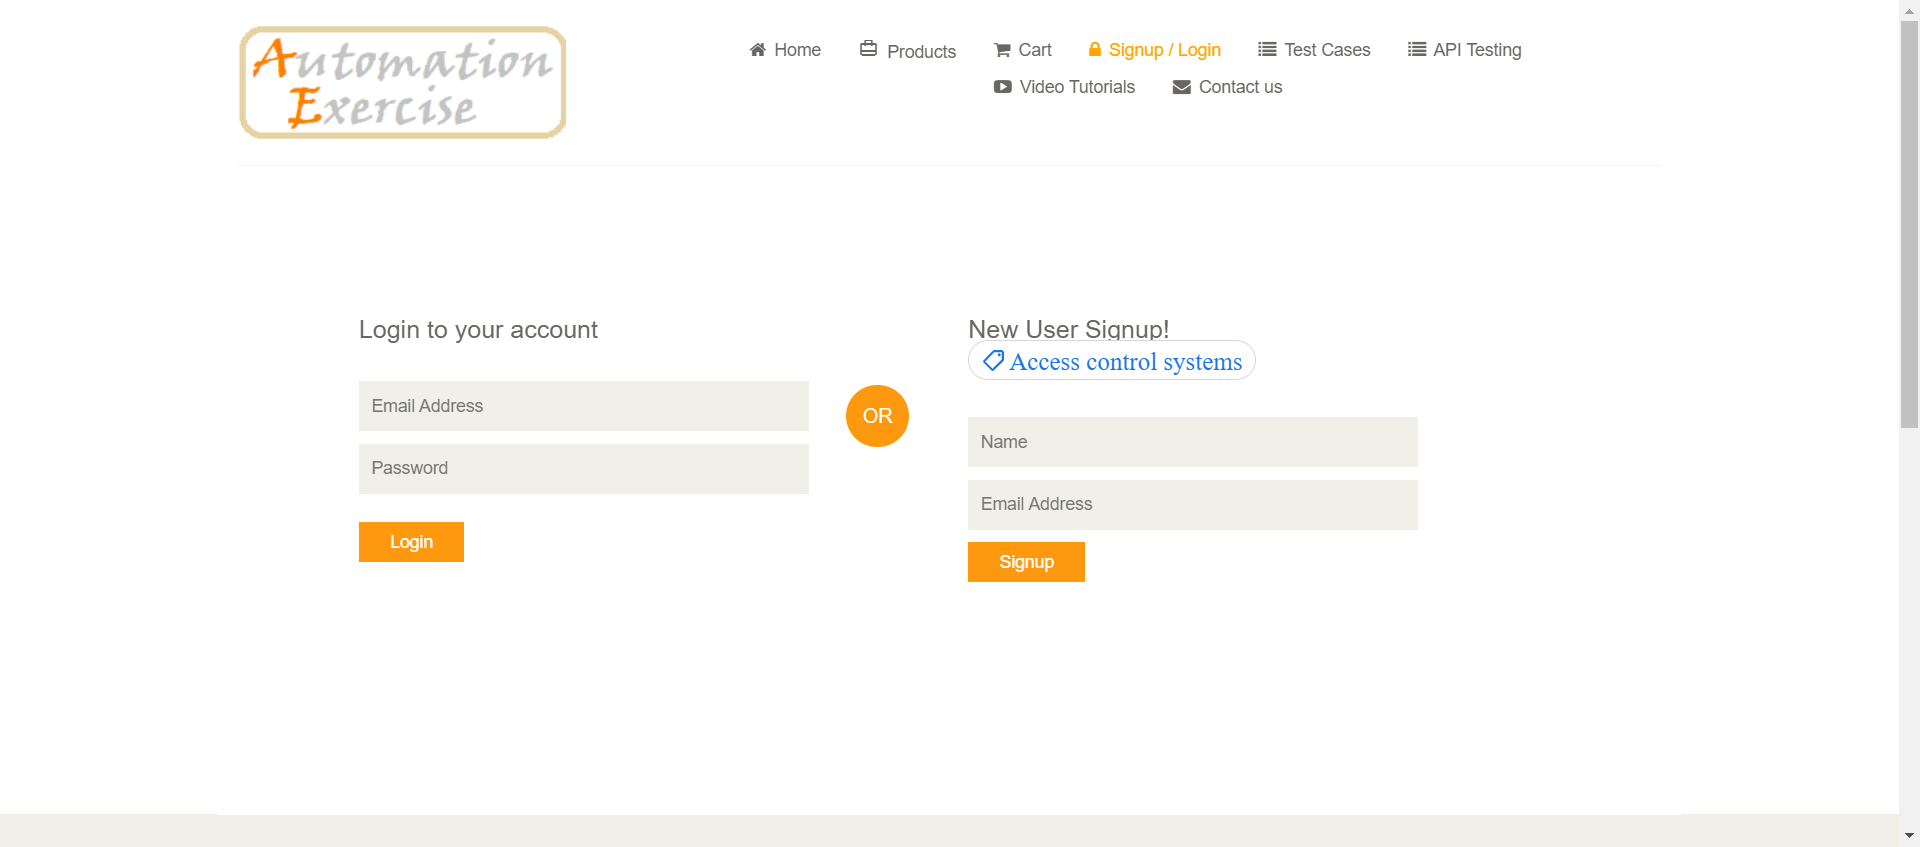 Automation
Exercise
Home
Products
Cart
Signup / Login
Test Cases
API Testing
Video Tutorials
Contact us
Login to your account
Email Address
Password
Login
OR
New User Signup!
Access control systems
Name
Email Address
Signup